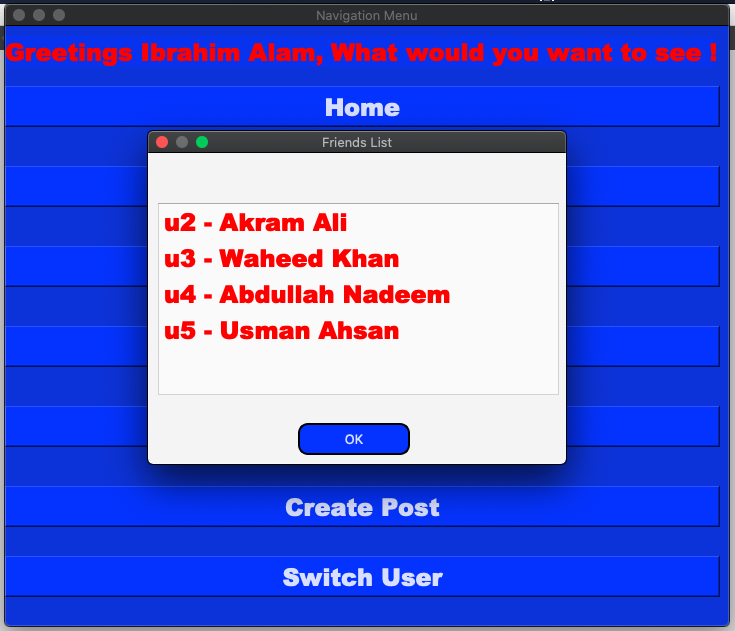 Navigation Menu
Greetings Ibrahim Alam, What would you want to see !
Home
Friends List
u2 - Akram Ali
u3 - Waheed Khan
u4 - Abdullah Nadeem
u5 - Usman Ahsan
OK
Create Post
Switch User